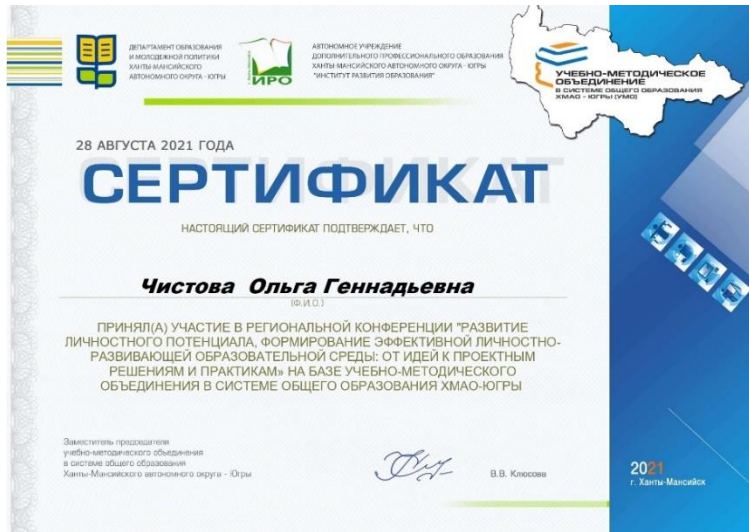 ДЕПАРТАМЕНТ ОБРАЗОВАНИЯ
И МОЛОДЕЖНОЙ ПОЛИТИКИ
ХАНТЫ-МАНСИЙСКОГО
АВТОНОМНОГО ОКРУГА - ЮГРЫ
ИРО
АВТОНОМНОЕ УЧРЕЖДЕНИЕ
ДОПОЛНИТЕЛЬНОГО ПРОФЕССИОНАЛЬНОГО ОБРАЗОВАНИЯ
ХАНТЫ-МАНСИЙСКОГО АВТОНОМНОГО ОКРУГА - ЮГРЫ
"ИНСТИТУТ РАЗВИТИЯ ОБРАЗОВАНИЯ"
УЧЕБНО-МЕТОДИЧЕСКОЕ
ОБЪЕДИНЕНИЕ
В СИСТЕМЕ ОБЩЕГО ОБРАЗОВАНИЯ
ХМАО - ЮГРЫ (УМО)
28 АВГУСТА 2021 ГОДА
СЕРТИФИКАТ
НАСТОЯЩИЙ СЕРТИФИКАТ ПОДТВЕРЖДАЕТ, ЧТО
Чистова Ольга Геннадьевна
(Ф.И.О.)
ПРИНЯЛ(А) УЧАСТИЕ В РЕГИОНАЛЬНОЙ КОНФЕРЕНЦИИ "РАЗВИТИЕ
ЛИЧНОСТНОГО ПОТЕНЦИАЛА, ФОРМИРОВАНИЕ ЭФФЕКТИВНОЙ ЛИЧНОСТНО-
РАЗВИВАЮЩЕЙ ОБРАЗОВАТЕЛЬНОЙ СРЕДЫ: ОТ ИДЕЙ К ПРОЕКТНЫМ
РЕШЕНИЯМ И ПРАКТИКАМ» НА БАЗЕ УЧЕБНО-МЕТОДИЧЕСКОГО
ОБЪЕДИНЕНИЯ В СИСТЕМЕ ОБЩЕГО ОБРАЗОВАНИЯ ХМАО-ЮГРЫ
Заместитель председателя
учебно-методического объединения
в системе общего образования
Ханты-Мансийского автономного округа - Югры
В.В. Клюсова
2021
г. Ханты-Мансийск